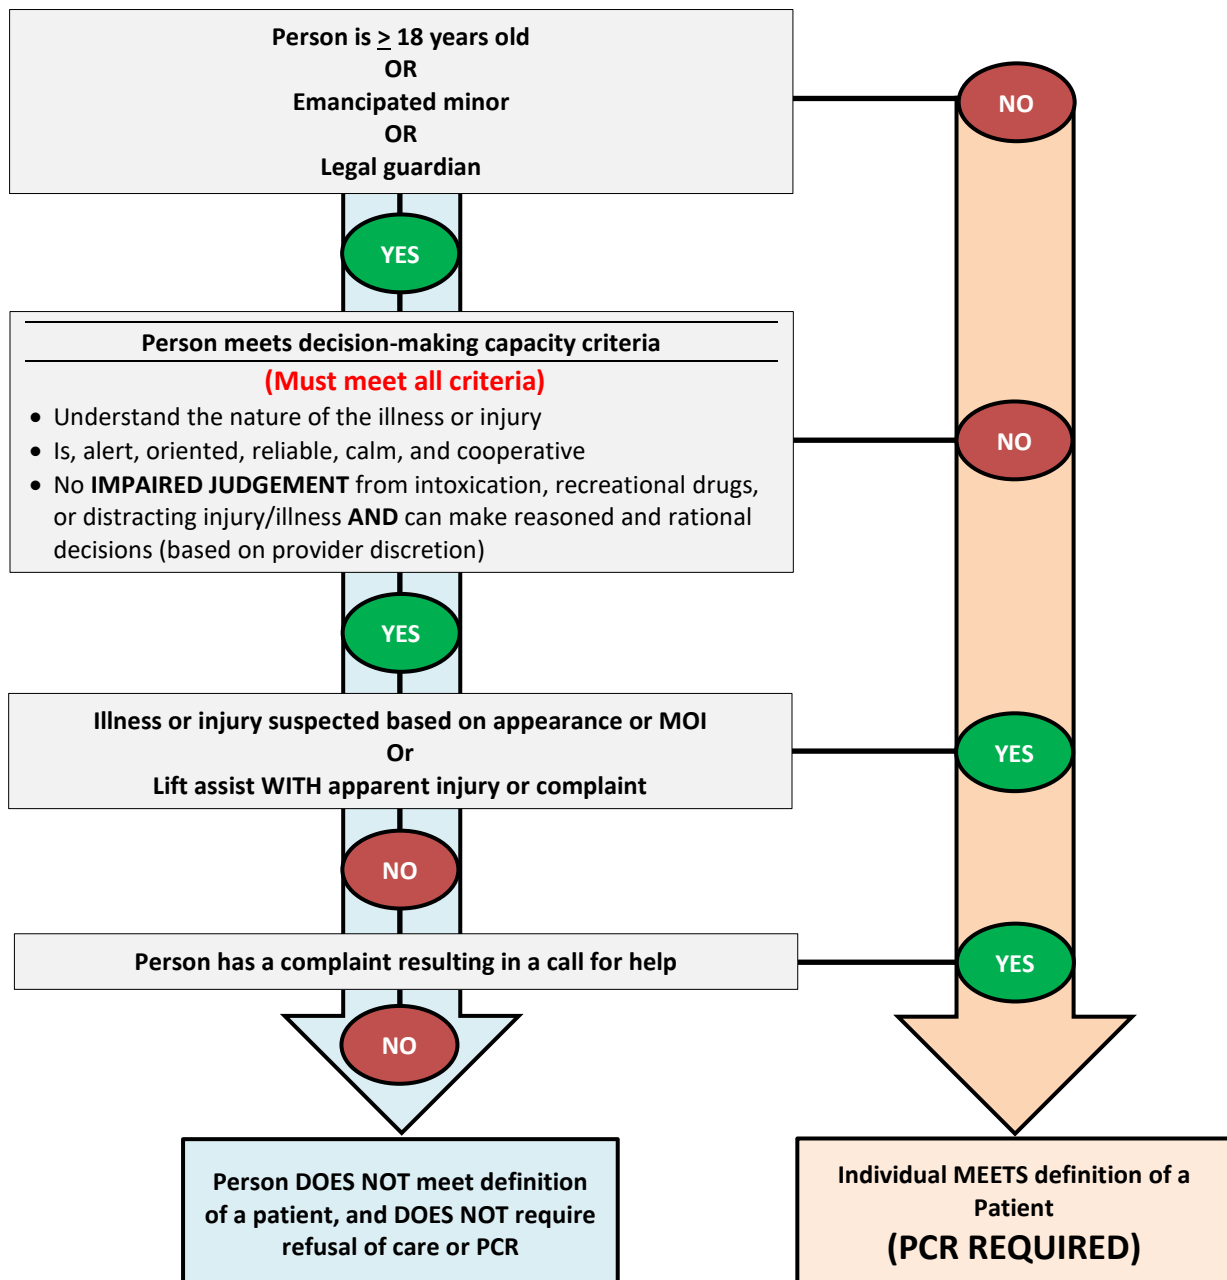 Person is > 18 years old
OR
Emancipated minor
OR
Legal guardian
NO
YES
Person meets decision-making capacity criteria
(Must meet all criteria)
• Understand the nature of the illness or injury
• Is, alert, oriented, reliable, calm, and cooperative
• No IMPAIRED JUDGEMENT from intoxication, recreational drugs,
or distracting injury/illness AND can make reasoned and rational
decisions (based on provider discretion)
NO
YES
Illness or injury suspected based on appearance or MOI
Or
Lift assist WITH apparent injury or complaint
YES
NO
Person has a complaint resulting in a call for help
YES
NO
Person DOES NOT meet definition
of a patient, and DOES NOT require
refusal of care or PCR
Individual MEETS definition of a
Patient
(PCR REQUIRED)